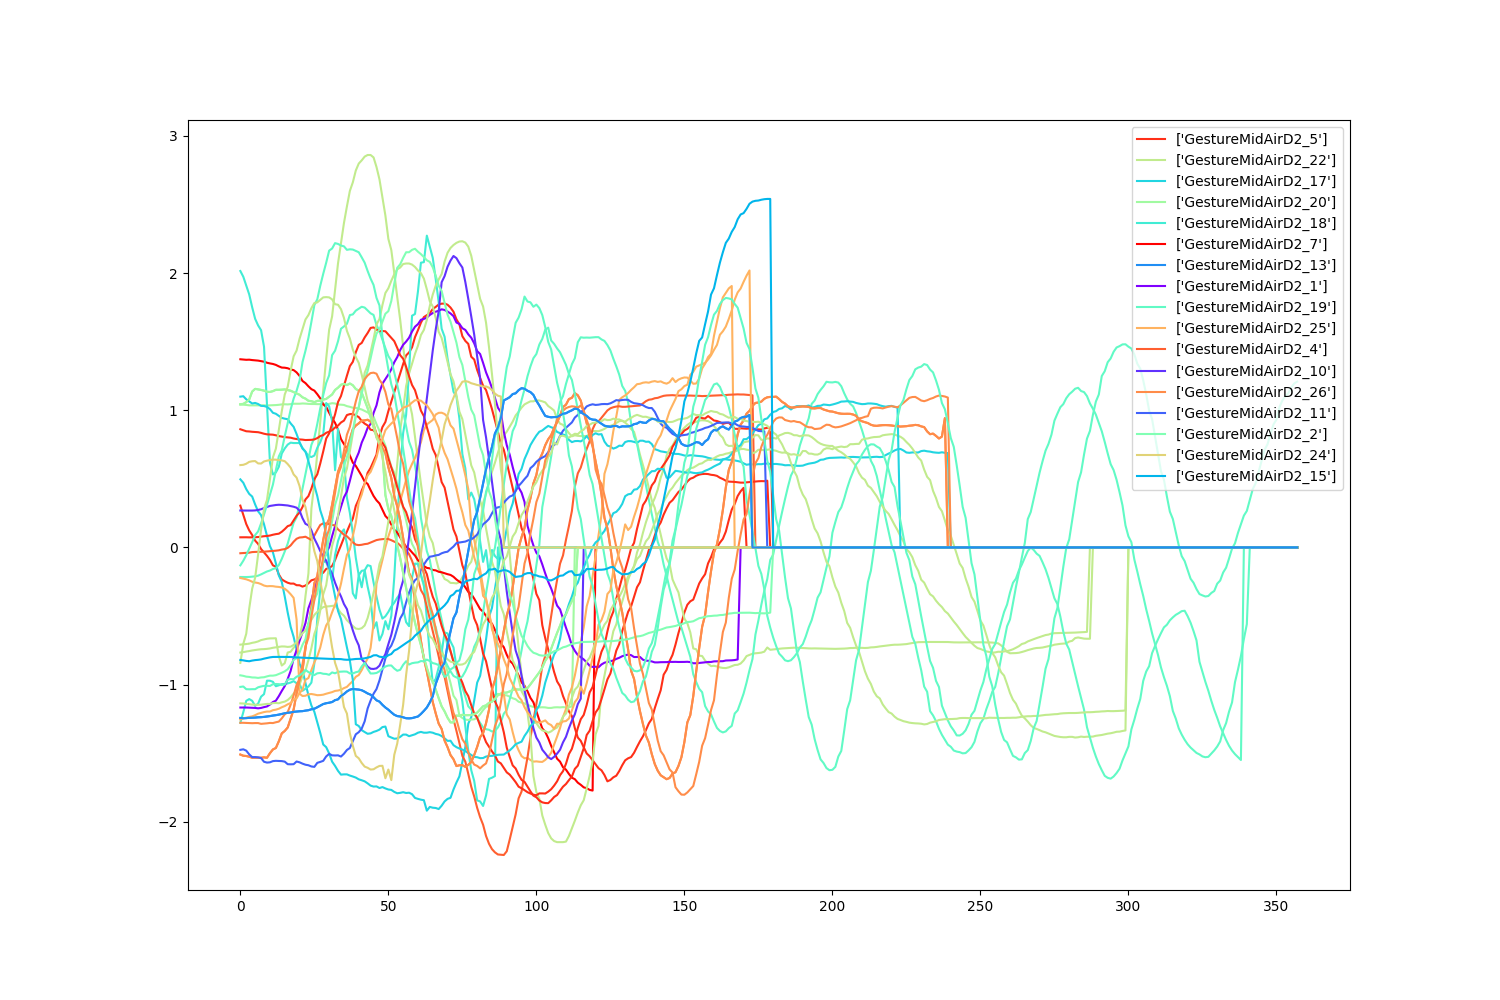 3
2
1
0
−1
−2
0
50
100
150
200
250
300
350
['GestureMidAirD2_5']
['GestureMidAirD2_22']
['GestureMidAirD2_17']
['GestureMidAirD2_20']
['GestureMidAirD2_18']
['GestureMidAirD2_7']
['GestureMidAirD2_13']
['GestureMidAirD2_1']
['GestureMidAirD2_19']
['GestureMidAirD2_25']
['GestureMidAirD2_4']
['GestureMidAirD2_10']
['GestureMidAirD2_26']
['GestureMidAirD2_11']
['GestureMidAirD2_2']
['GestureMidAirD2_24']
['GestureMidAirD2_15']